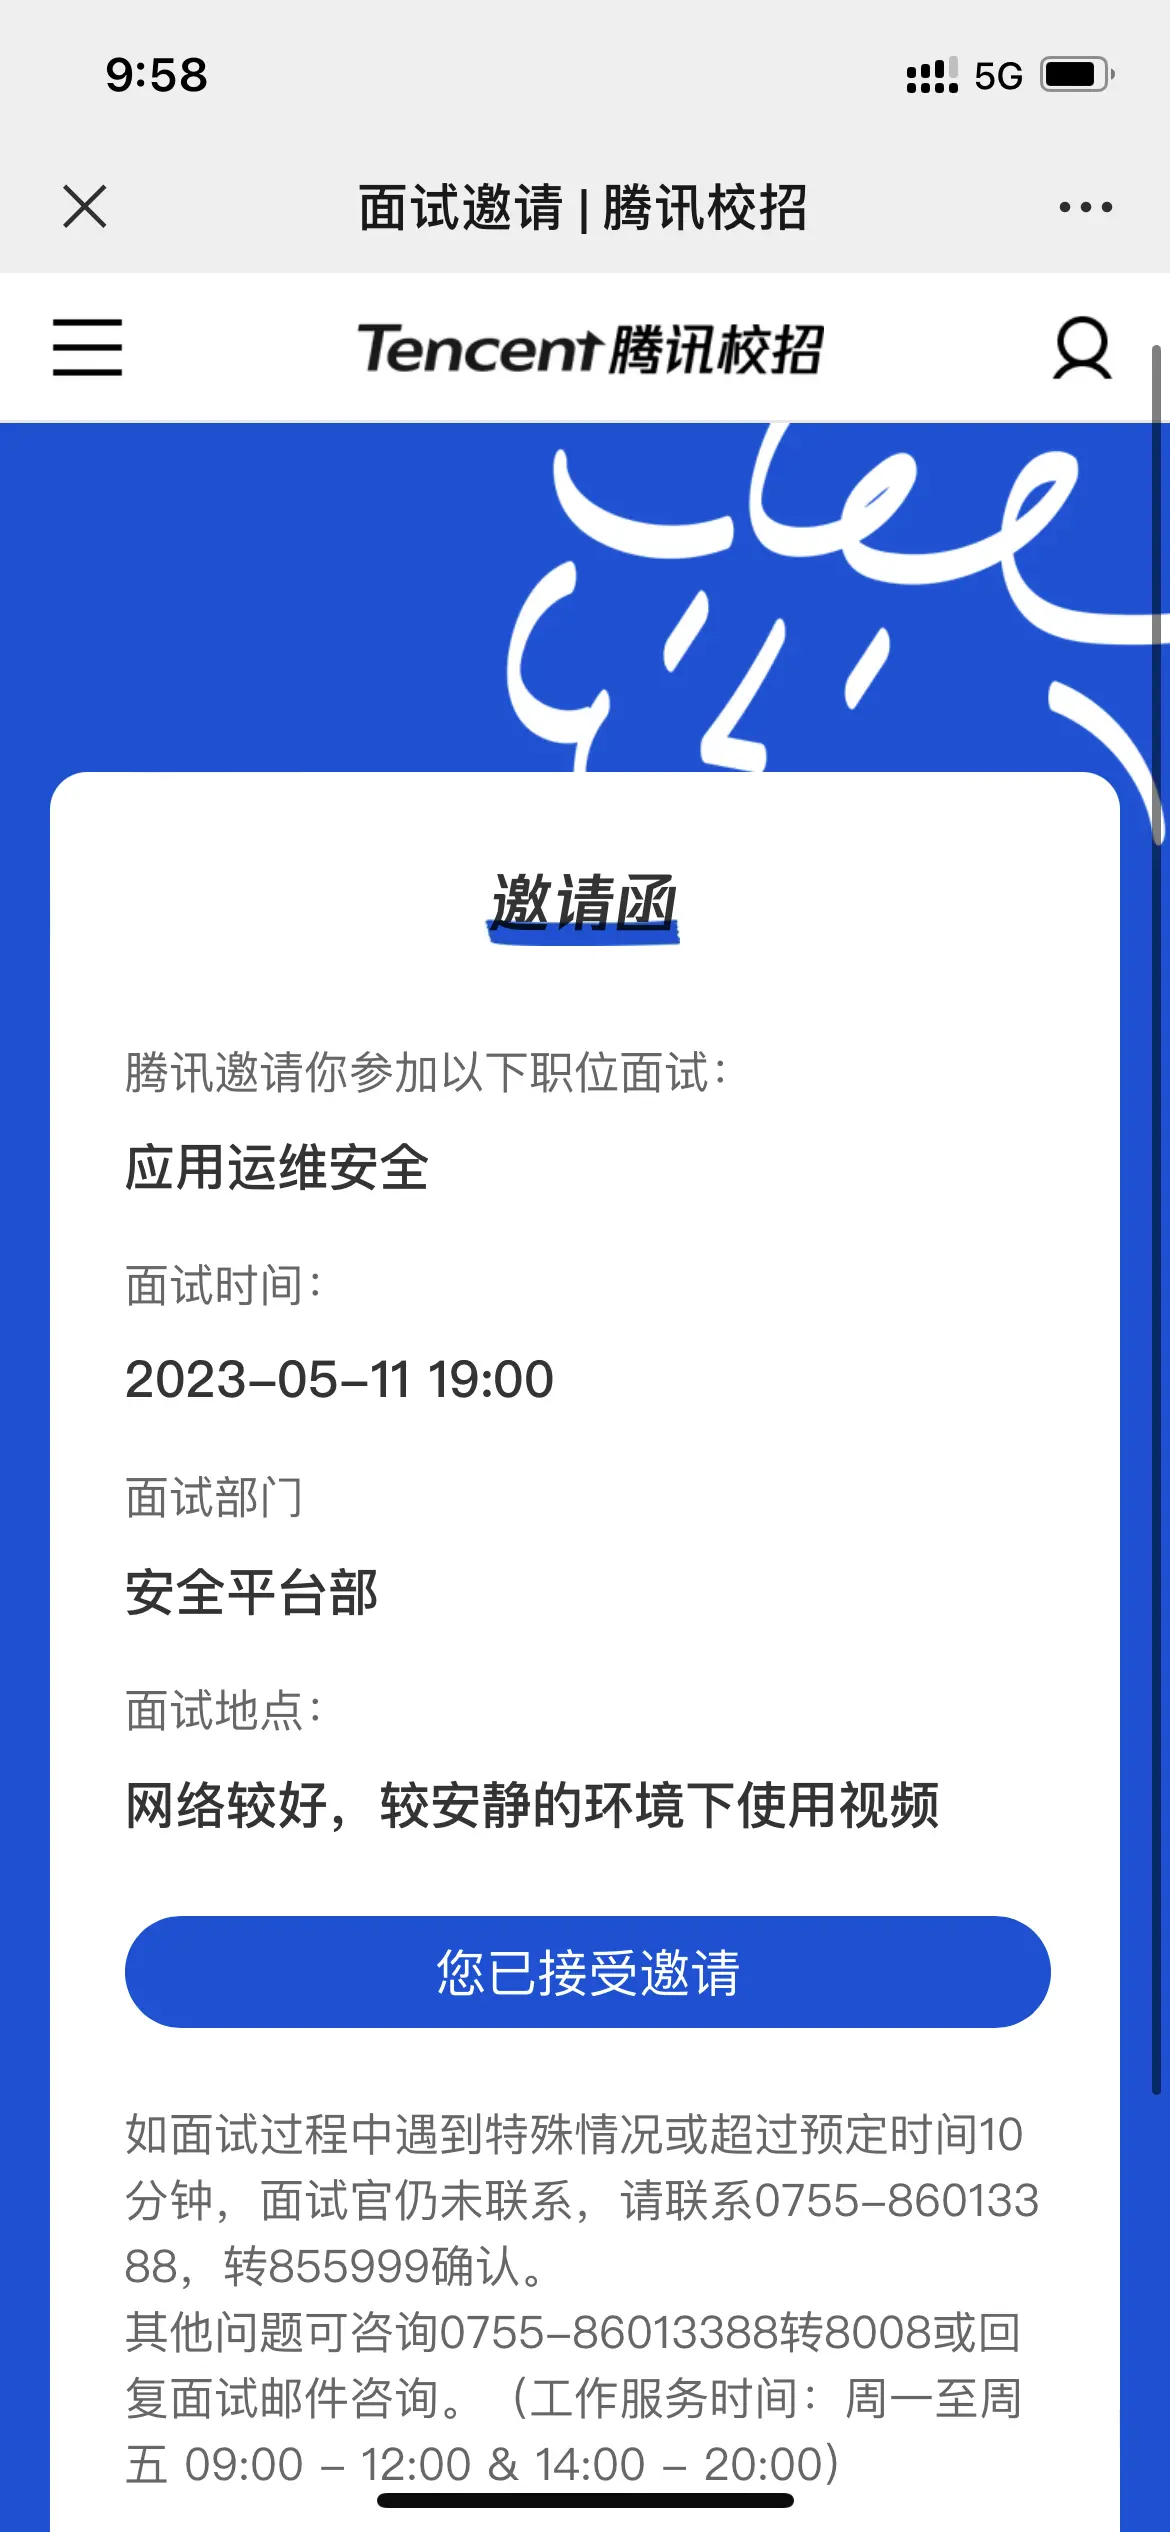 9:58
5G
面试邀请 | 腾讯校招
Tencent腾讯校招
邀请函
腾讯邀请你参加以下职位面试：
应用运维安全
面试时间：
2023-05-11 19:00
面试部门
安全平台部
面试地点：
网络较好，较安静的环境下使用视频
您已接受邀请
如面试过程中遇到特殊情况或超过预定时间10
分钟，面试官仍未联系，请联系0755-860133
88，转855999确认。
其他问题可咨询0755-86013388转8008或回
复面试邮件咨询。（工作服务时间：周一至周
五 09:00 - 12:00 & 14:00 - 20:00）